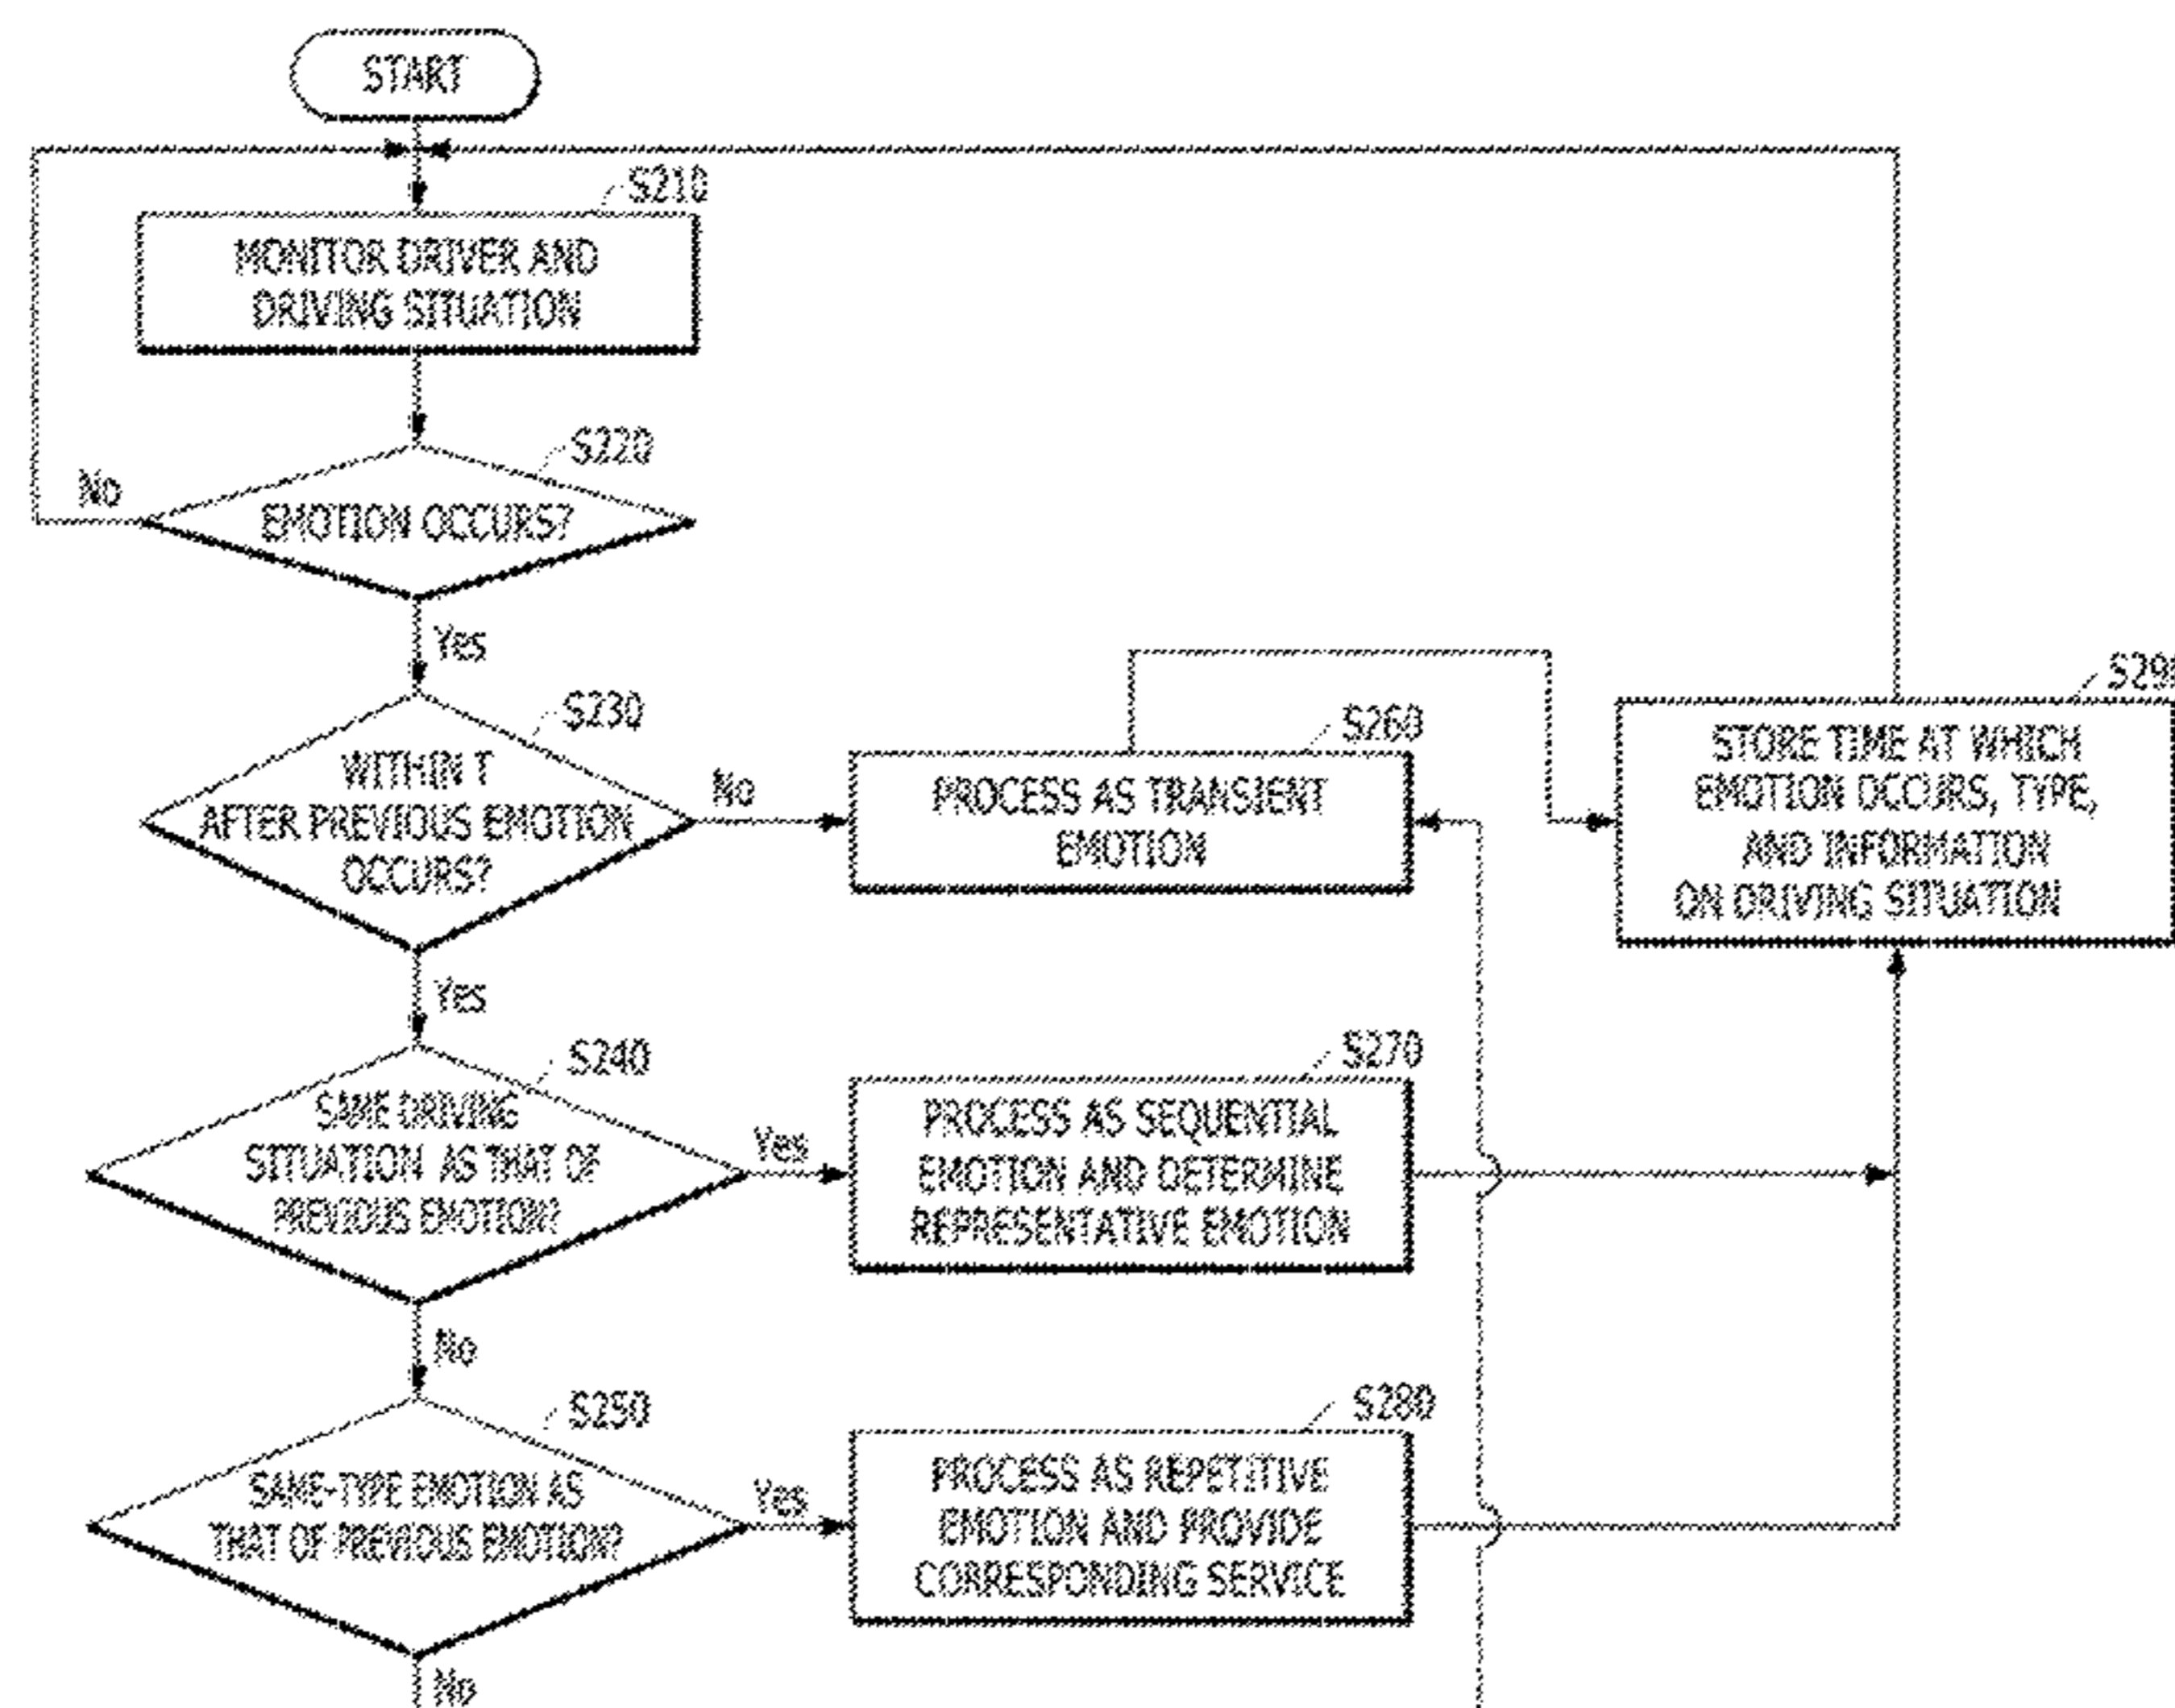 START
S210
MONITOR DRIVER AND
DRIVING SITUATION
S220
No
EMOTION OCCURS?
Yes
S230
WITHIN T
AFTER PREVIOUS EMOTION
OCCURS?
No
S260
PROCESS AS TRANSIENT
EMOTION
S29
STORE TIME AT WHICH
EMOTION OCCURS, TYPE,
AND INFORMATION
ON DRIVING SITUATION
Yes
S240
SAME DRIVING
SITUATION AS THAT OF
PREVIOUS EMOTION?
Yes
S270
PROCESS AS SEQUENTIAL
EMOTION AND DETERMINE
REPRESENTATIVE EMOTION
No
S250
SAME-TYPE EMOTION AS
THAT OF PREVIOUS EMOTION?
Yes
S280
PROCESS AS REPETITIVE
EMOTION AND PROVIDE
CORRESPONDING SERVICE
No